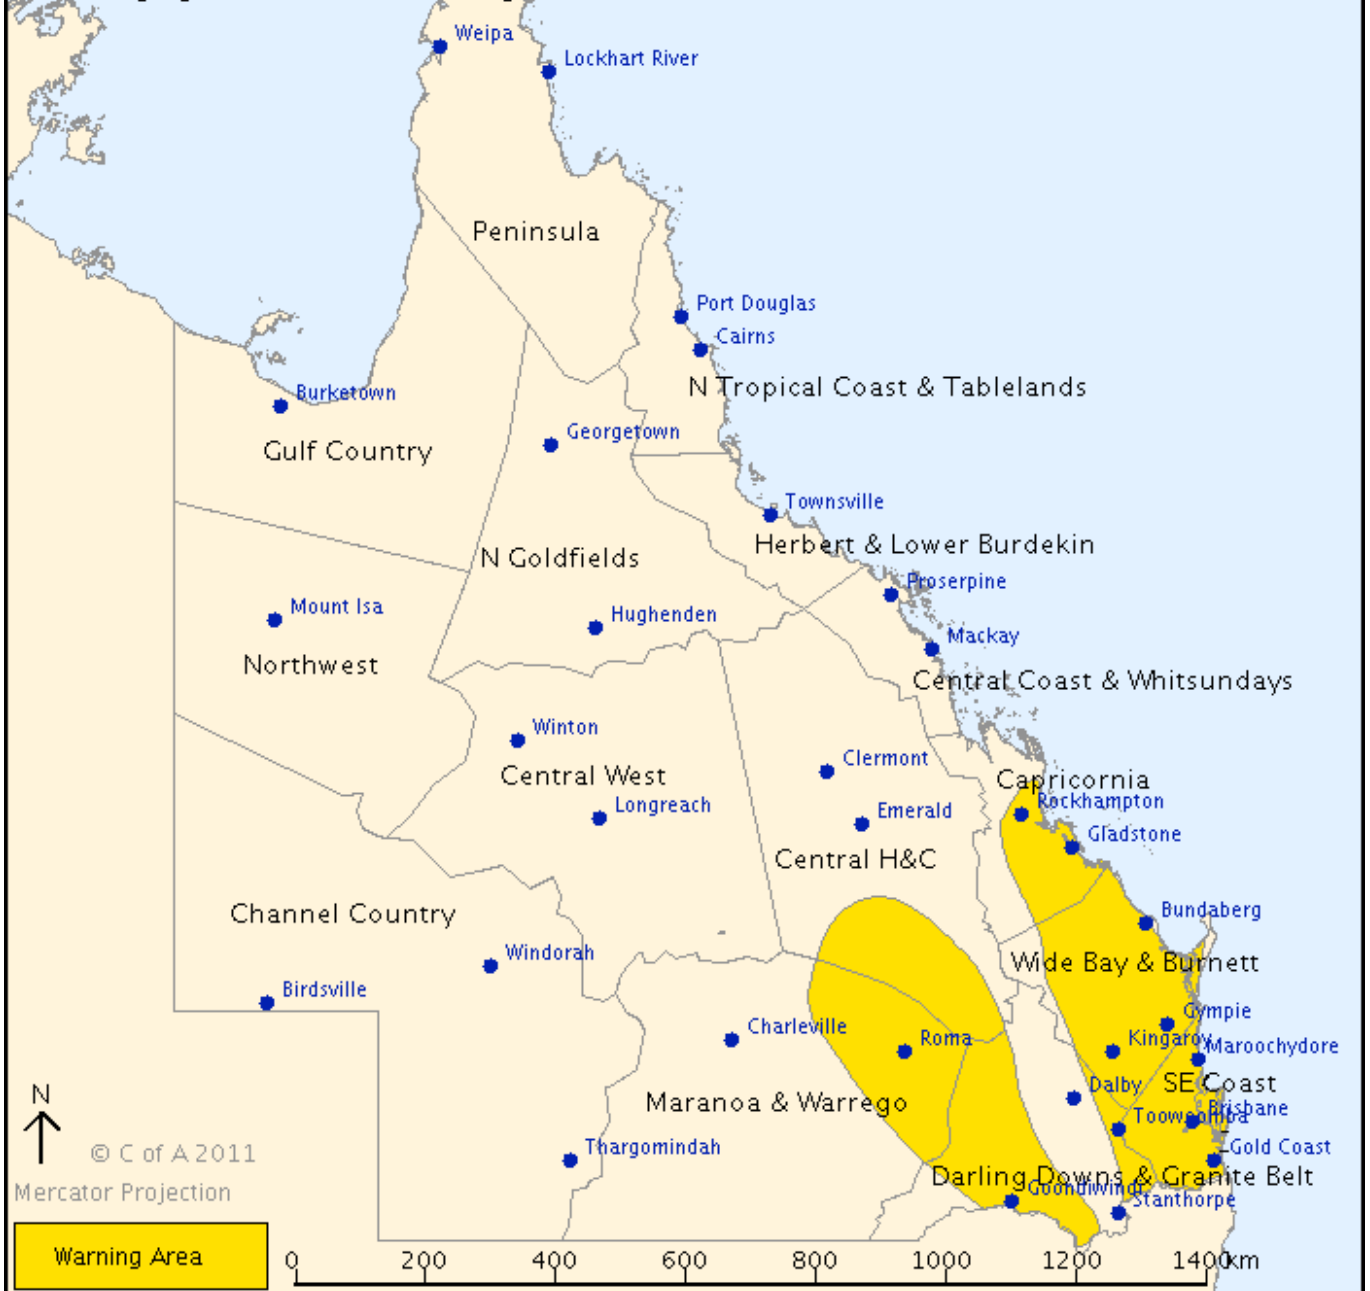 Weipa
Lockhart River
Peninsula
Port Douglas
Cairns
N Tropical Coast & Tablelands
Burketown
Georgetown
Gulf Country
Townsville
Herbert & Lower Burdekin
N Goldfields
Proserpine
Mount Isa
Hughenden
Mackay
Northwest
Central Coast & Whitsundays
Winton
Clermont
Central West
Capricornia
Longreach
Rockhampton
Emerald
Gladstone
Central H&C
Channel Country
Bundaberg
Windorah
Wide Bay & Burnett
Birdsville
Gympie
Charleville
Roma
Kingaroy
Maroochydore
Dalby
SE Coast
N
Maranoa & Warrego
Brisbane
Toowoomba
© C of A 2011
Thargomindah
Gold Coast
Darling Downs & Granite Belt
Mercator Projection
Goondiwindi
Stanthorpe
Warning Area
0 200 400 600 800 1000 1200 1400km